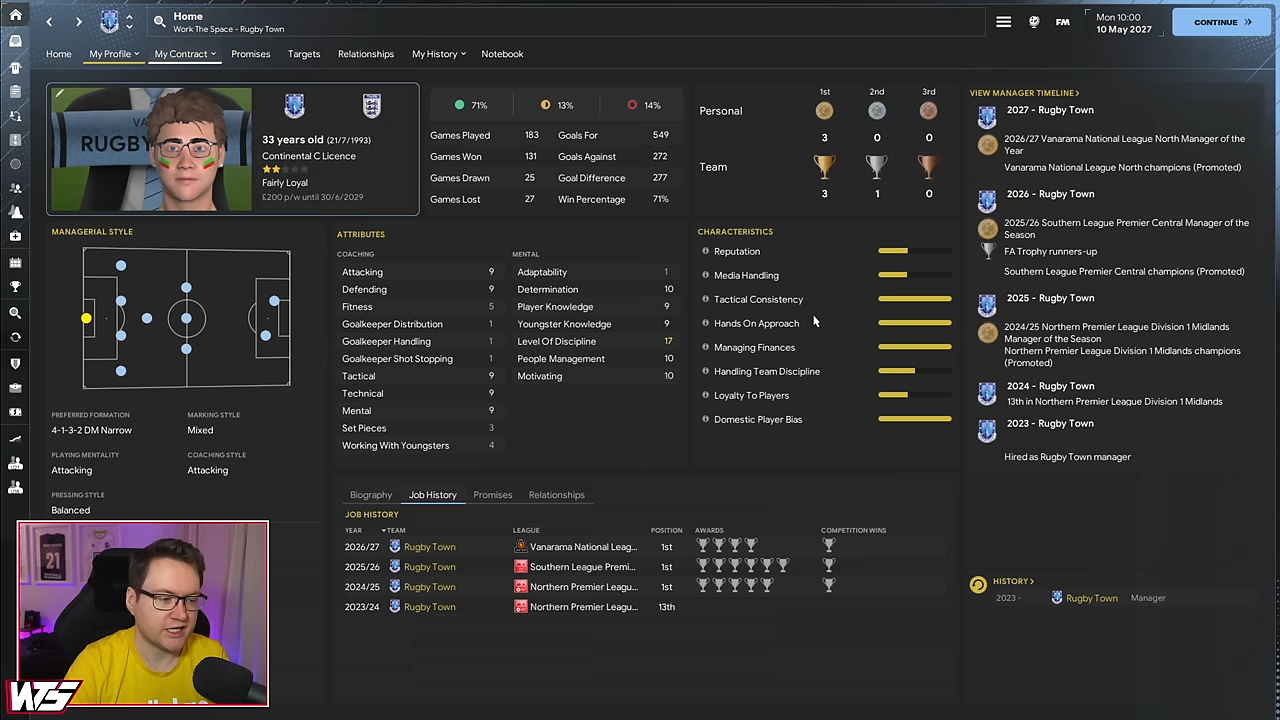 Home
Work The Space - Rugby Town
FM
Mon 10:00
10 May 2027
CONTINUE
Home
My Profile
My Contract
Promises
Targets
Relationships
My History
Notebook
RUGBY
33 years old (21/7/1993)
Continental C Licence
Fairly Loyal
£200 p/w until 30/6/2029
71%
13%
14%
Games Played 183 Goals For 549
Games Won 131 Goals Against 272
Games Drawn 25 Goal Difference 277
Games Lost 27 Win Percentage 71%
1st 2nd 3rd
Personal
3 0 0
Team
3 1 0
VIEW MANAGER TIMELINE >
2027 - Rugby Town
2026/27 Vanarama National League North Manager of the
Year
Vanarama National League North champions (Promoted)
2026 - Rugby Town
2025/26 Southern League Premier Central Manager of the
Season
FA Trophy runners-up
Southern League Premier Central champions (Promoted)
2025 - Rugby Town
2024/25 Northern Premier League Division 1 Midlands
Manager of the Season
Northern Premier League Division 1 Midlands champions
(Promoted)
2024 - Rugby Town
13th in Northern Premier League Division 1 Midlands
2023 - Rugby Town
Hired as Rugby Town manager
HISTORY >
2023 - Rugby Town Manager
MANAGERIAL STYLE
PREFERRED FORMATION
4-1-3-2 DM Narrow
MARKING STYLE
Mixed
PLAYING MENTALITY
Attacking
COACHING STYLE
Attacking
PRESSING STYLE
Balanced
ATTRIBUTES
COACHING
Attacking 9
Defending 9
Fitness 5
Goalkeeper Distribution 1
Goalkeeper Handling 1
Goalkeeper Shot Stopping 1
Tactical 9
Technical 9
Mental 9
Set Pieces 3
Working With Youngsters 4
MENTAL
Adaptability 1
Determination 10
Player Knowledge 9
Youngster Knowledge 9
Level Of Discipline 17
People Management 10
Motivating 10
CHARACTERISTICS
Reputation
Media Handling
Tactical Consistency
Hands On Approach
Managing Finances
Handling Team Discipline
Loyalty To Players
Domestic Player Bias
Biography
Job History
Promises
Relationships
JOB HISTORY
YEAR TEAM LEAGUE POSITION AWARDS COMPETITION WINS
2026/27 Rugby Town Vanarama National Leag... 1st
2025/26 Rugby Town Southern League Premi... 1st
2024/25 Rugby Town Northern Premier Leagu... 1st
2023/24 Rugby Town Northern Premier Leagu... 13th
21
WTS